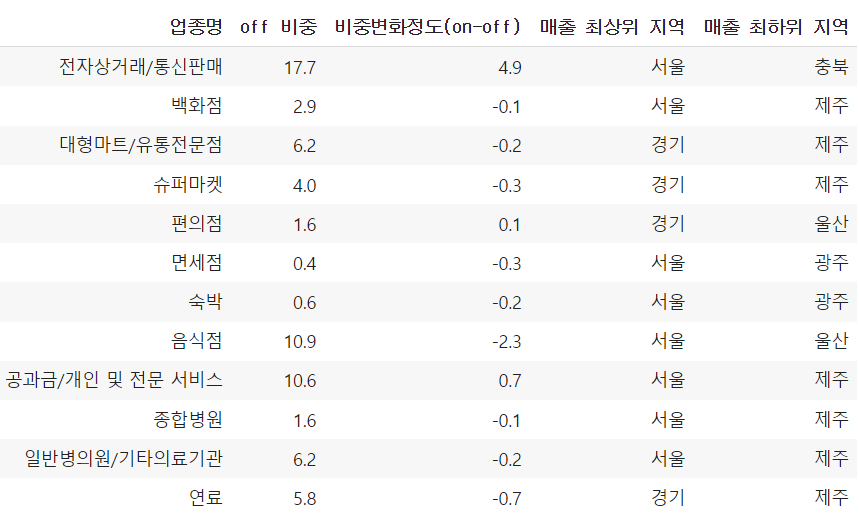 업종명 off 비중 비중변화정도(on-off) 매출 최상위 지역 매출 최하위 지역
전자상거래/통신판매 17.7 4.9 서울 충북
백화점 2.9 -0.1 서울 제주
대형마트/유통전문점 6.2 -0.2 경기 제주
슈퍼마켓 4.0 -0.3 경기 제주
편의점 1.6 0.1 경기 울산
면세점 0.4 -0.3 서울 광주
숙박 0.6 -0.2 서울 광주
음식점 10.9 -2.3 서울 울산
공과금/개인 및 전문 서비스 10.6 0.7 서울 제주
종합병원 1.6 -0.1 서울 제주
일반병의원/기타의료기관 6.2 -0.2 서울 제주
연료 5.8 -0.7 경기 제주